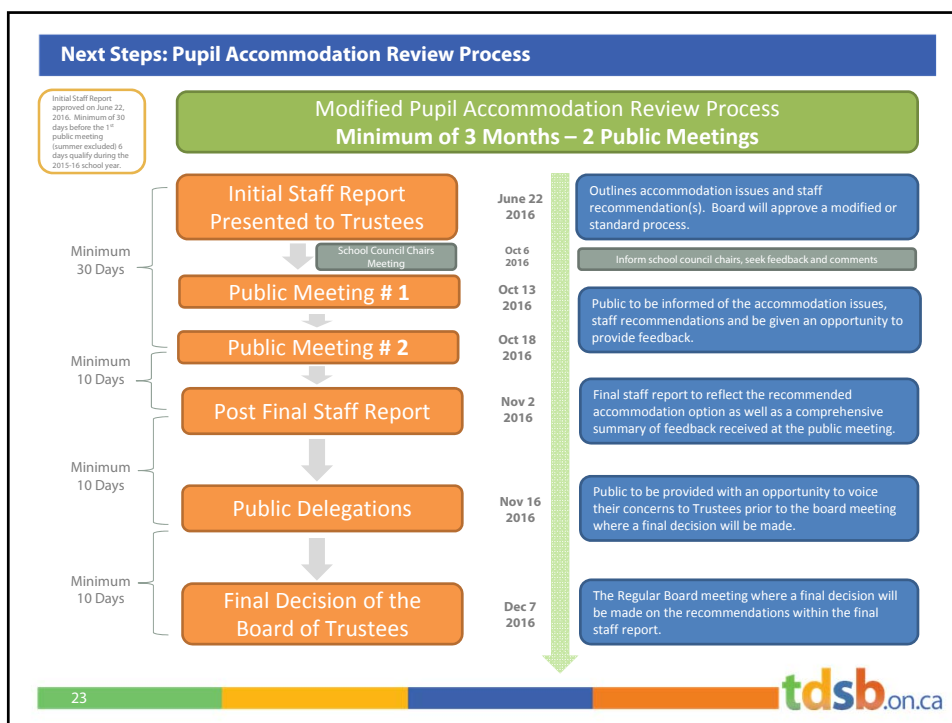 Next Steps: Pupil Accommodation Review Process
Initial Staff Report
approved on June 22,
2016. Minimum of 30
days before the 1st
public meeting
(summer excluded) 6
days qualify during the
2015-16 school year.
Modified Pupil Accommodation Review Process
Minimum of 3 Months – 2 Public Meetings
Minimum
30 Days
Initial Staff Report
Presented to Trustees
June 22
2016
Outlines accommodation issues and staff
recommendation(s). Board will approve a modified or
standard process.
School Council Chairs
Meeting
Oct 6
2016
Inform school council chairs, seek feedback and comments
Public Meeting # 1
Oct 13
2016
Public to be informed of the accommodation issues,
staff recommendations and be given an opportunity to
provide feedback.
Public Meeting # 2
Oct 18
2016
Minimum
10 Days
Post Final Staff Report
Nov 2
2016
Final staff report to reflect the recommended
accommodation option as well as a comprehensive
summary of feedback received at the public meeting.
Minimum
10 Days
Public Delegations
Nov 16
2016
Public to be provided with an opportunity to voice
their concerns to Trustees prior to the board meeting
where a final decision will be made.
Minimum
10 Days
Final Decision of the
Board of Trustees
Dec 7
2016
The Regular Board meeting where a final decision will
be made on the recommendations within the final
staff report.
23
tdsb.on.ca